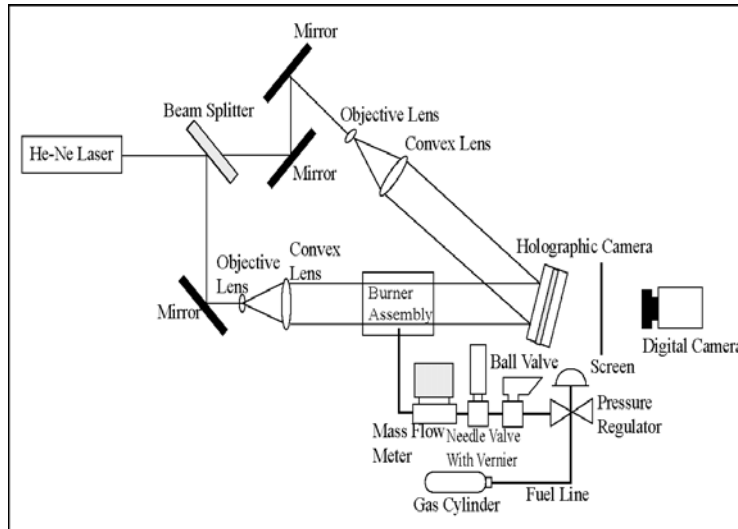 Mirror
Beam Splitter
Objective Lens
He-Ne Laser
Convex Lens
Mirror
Holographic Camera
Objective
Lens
Convex
Lens
Burner
Assembly
Mirror
Digital Camera
Ball Valve
Screen
Mass Flow
Meter
Needle Valve
With Vernier
Pressure
Regulator
Gas Cylinder
Fuel Line